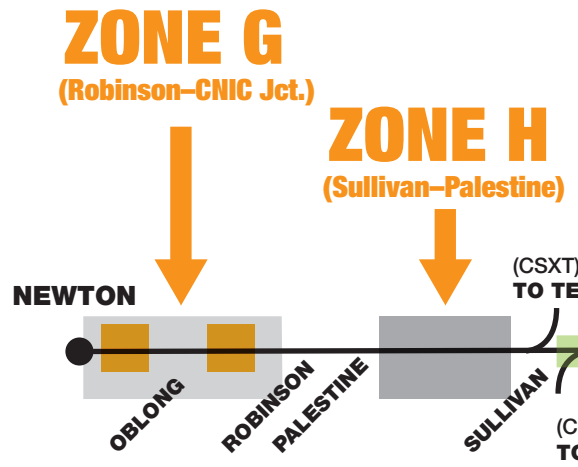 ZONE G
(Robinson–CNIC Jct.)
ZONE H
(Sullivan–Palestine)
(CSXT)
TO TE
NEWTON
OBLONG
ROBINSON
PALESTINE
SULLIVAN
(C
TO